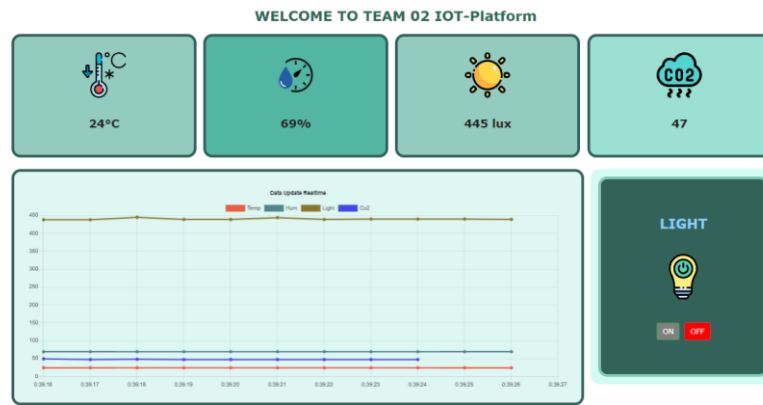 WELCOME TO TEAM 02 IOT-Platform
°C
CO2
24°C
69%
445 lux
47
Data Update Realtime
Temp Hum Light Co2
450
400
350
300
250
200
150
100
50
0
0:39:16 0:39:17 0:39:18 0:39:19 0:39:20 0:39:21 0:39:22 0:39:23 0:39:24 0:39:25 0:39:26 0:39:27
LIGHT
ON OFF